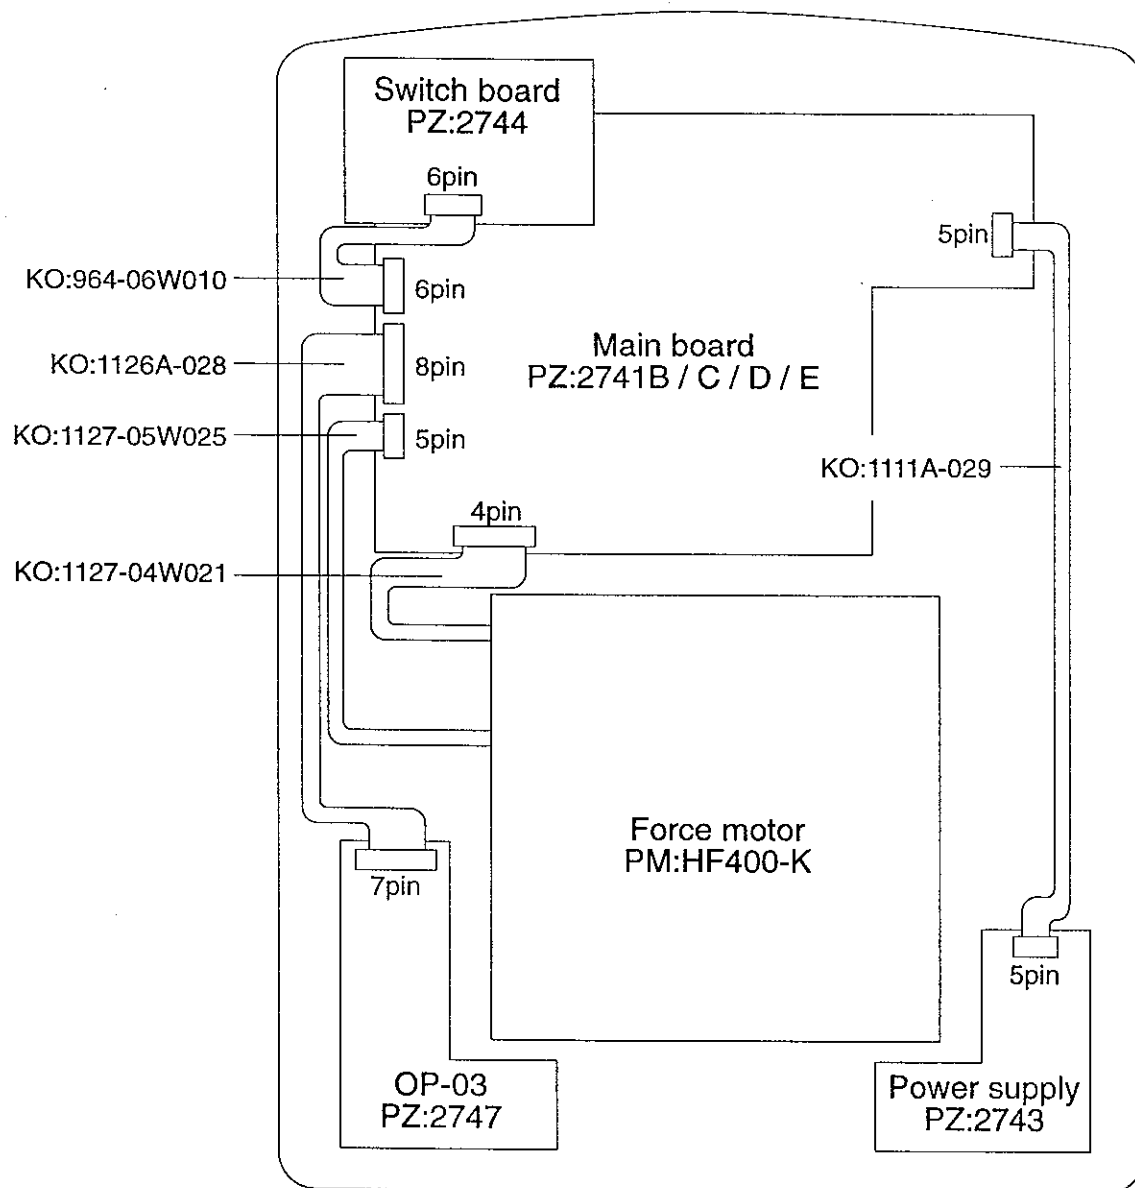 Switch board
PZ:2744
6pin
5pin
KO:964-06W010
6pin
Main board
PZ:2741B / C / D / E
KO:1126A-028
8pin
KO:1127-05W025
5pin
KO:1111A-029
4pin
KO:1127-04W021
Force motor
PM:HF400-K
7pin
5pin
OP-03
PZ:2747
Power supply
PZ:2743